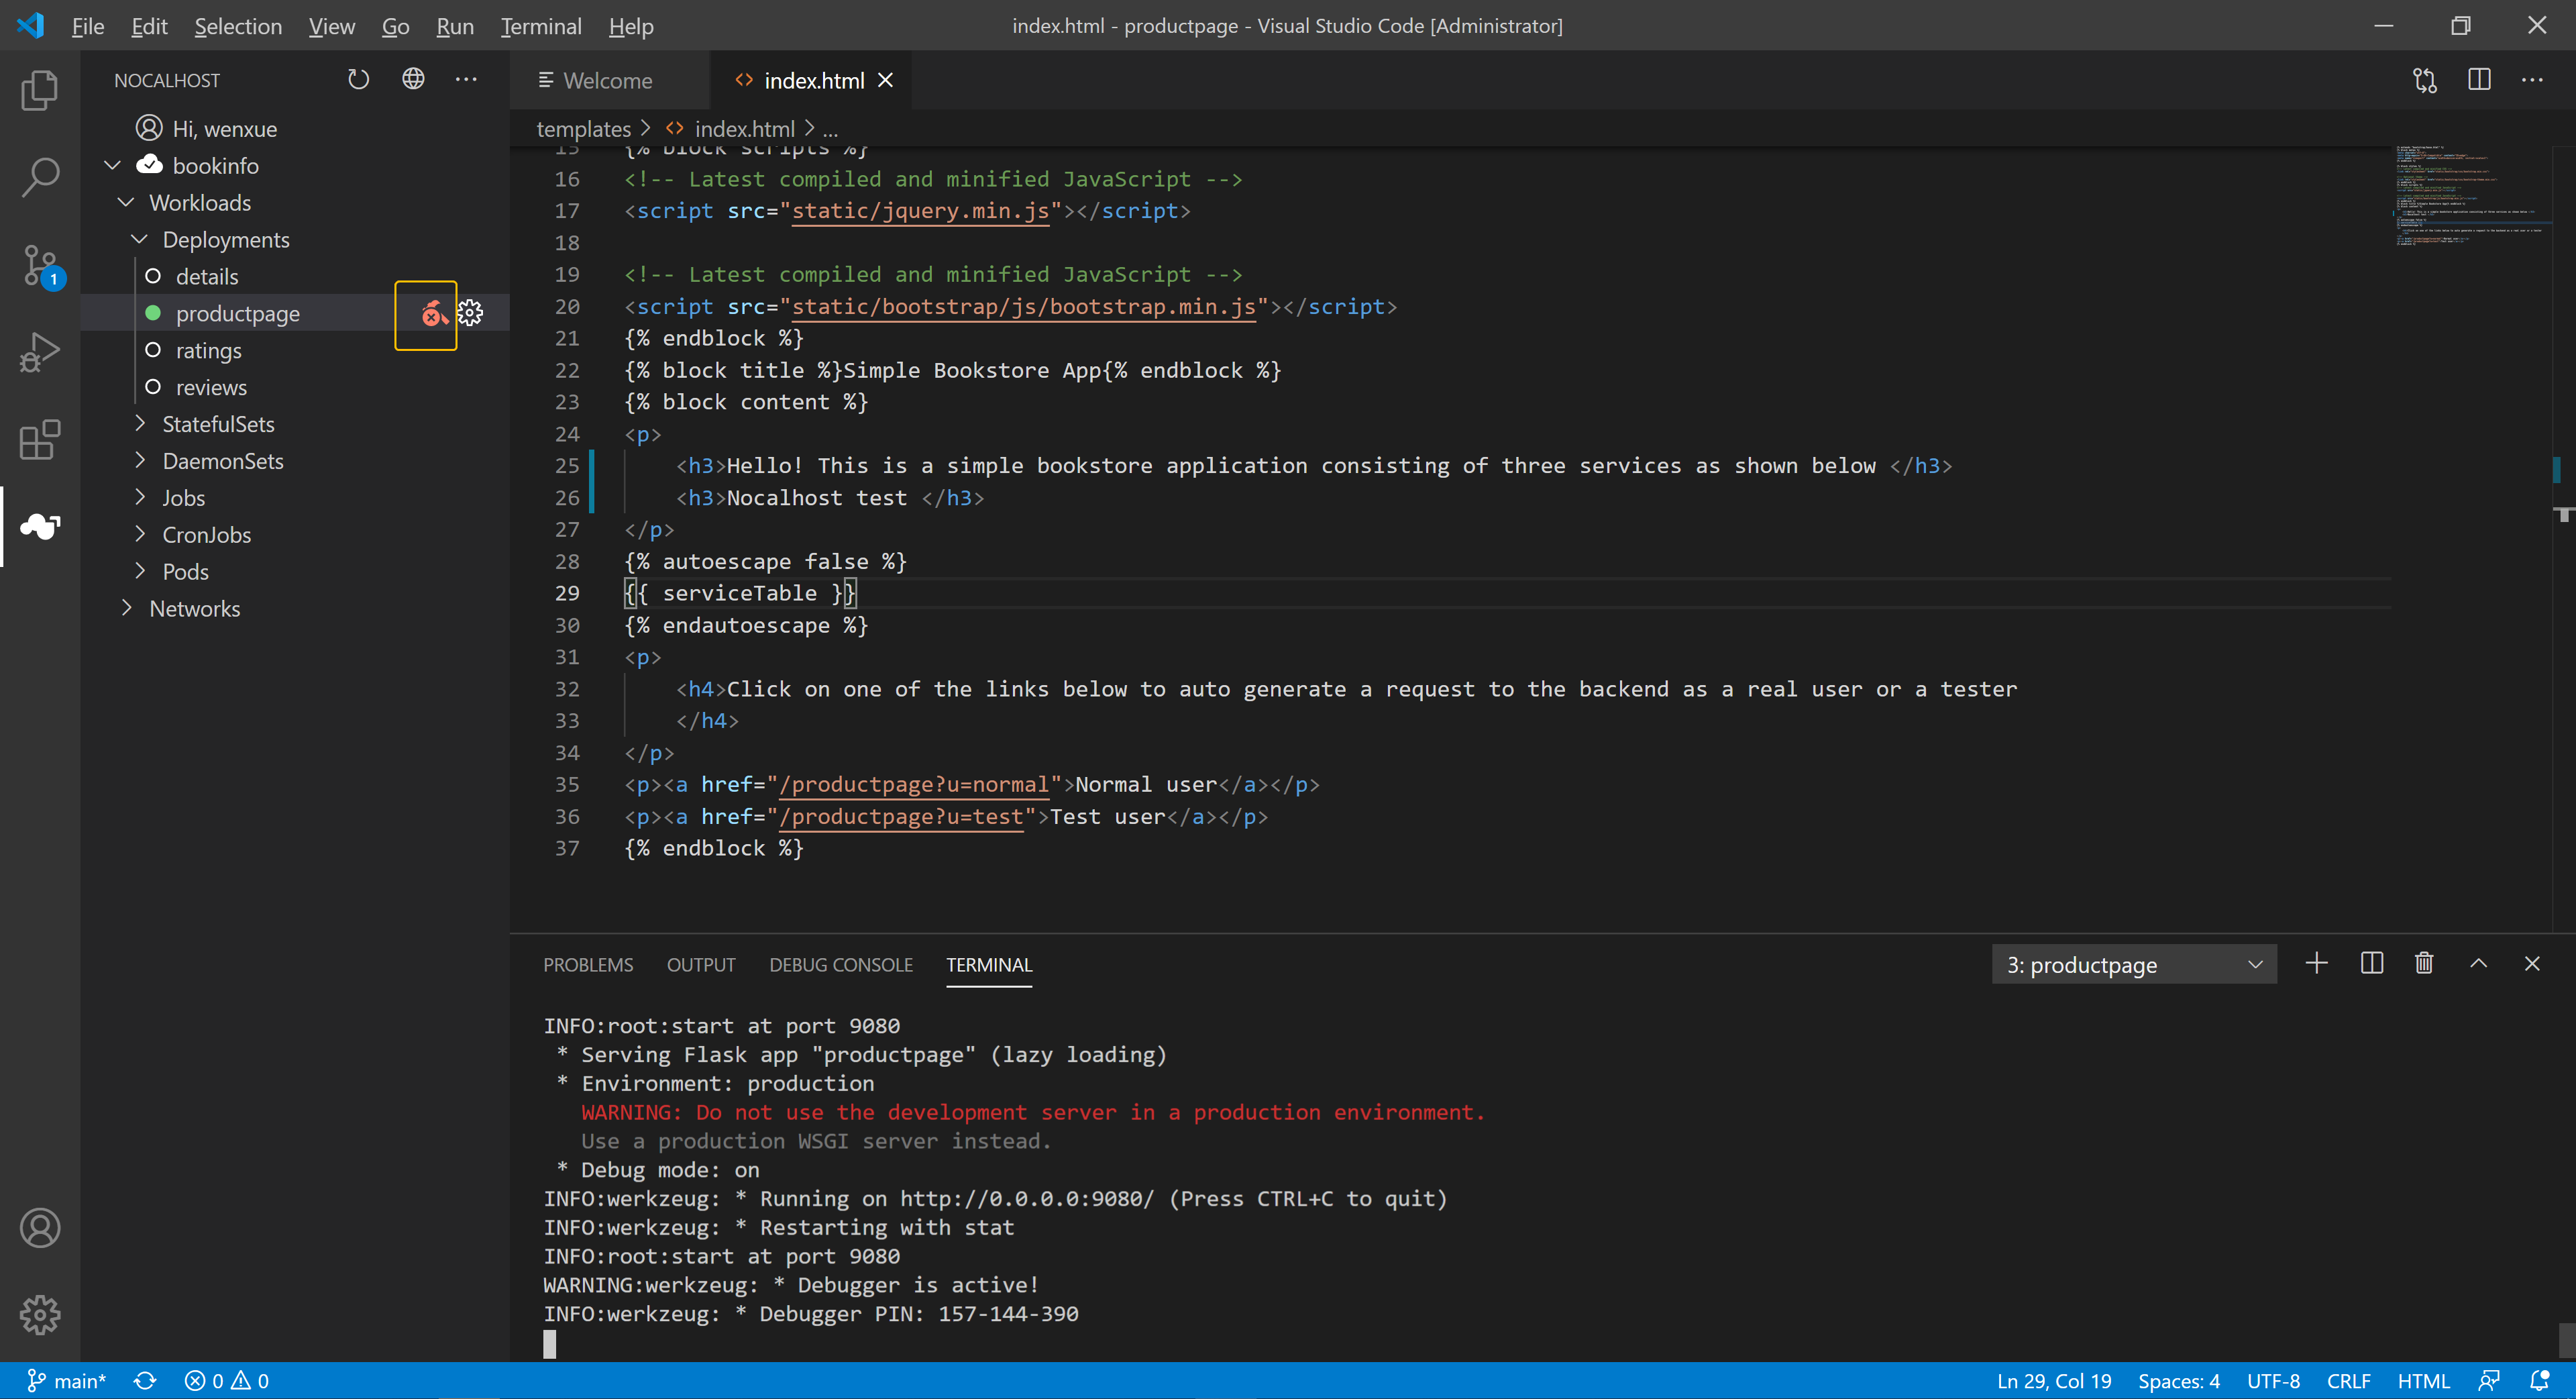 File Edit Selection View Go Run Terminal Help
index.html - productpage - Visual Studio Code [Administrator]
NOCALHOST
Hi, wenxue
bookinfo
Workloads
Deployments
details
productpage
ratings
reviews
StatefulSets
DaemonSets
Jobs
CronJobs
Pods
Networks
1
Welcome
index.html
templates > index.html > ...
15 {% block scripts %}
16 <!-- Latest compiled and minified JavaScript -->
17 <script src="static/jquery.min.js"></script>
18
19 <!-- Latest compiled and minified JavaScript -->
20 <script src="static/bootstrap/js/bootstrap.min.js"></script>
21 {% endblock %}
22 {% block title %}Simple Bookstore App{% endblock %}
23 {% block content %}
24 <p>
25     <h3>Hello! This is a simple bookstore application consisting of three services as shown below </h3>
26     <h3>Nocalhost test </h3>
27 </p>
28 {% autoescape false %}
29 {{ serviceTable }}
30 {% endautoescape %}
31 <p>
32     <h4>Click on one of the links below to auto generate a request to the backend as a real user or a tester
33     </h4>
34 </p>
35 <p><a href="/productpage?u=normal">Normal user</a></p>
36 <p><a href="/productpage?u=test">Test user</a></p>
37 {% endblock %}
PROBLEMS OUTPUT DEBUG CONSOLE TERMINAL
3: productpage
INFO:root:start at port 9080
 * Serving Flask app "productpage" (lazy loading)
 * Environment: production
   WARNING: Do not use the development server in a production environment.
   Use a production WSGI server instead.
 * Debug mode: on
INFO:werkzeug: * Running on http://0.0.0.0:9080/ (Press CTRL+C to quit)
INFO:werkzeug: * Restarting with stat
INFO:root:start at port 9080
WARNING:werkzeug: * Debugger is active!
INFO:werkzeug: * Debugger PIN: 157-144-390
main* 0 0
Ln 29, Col 19 Spaces: 4 UTF-8 CRLF HTML